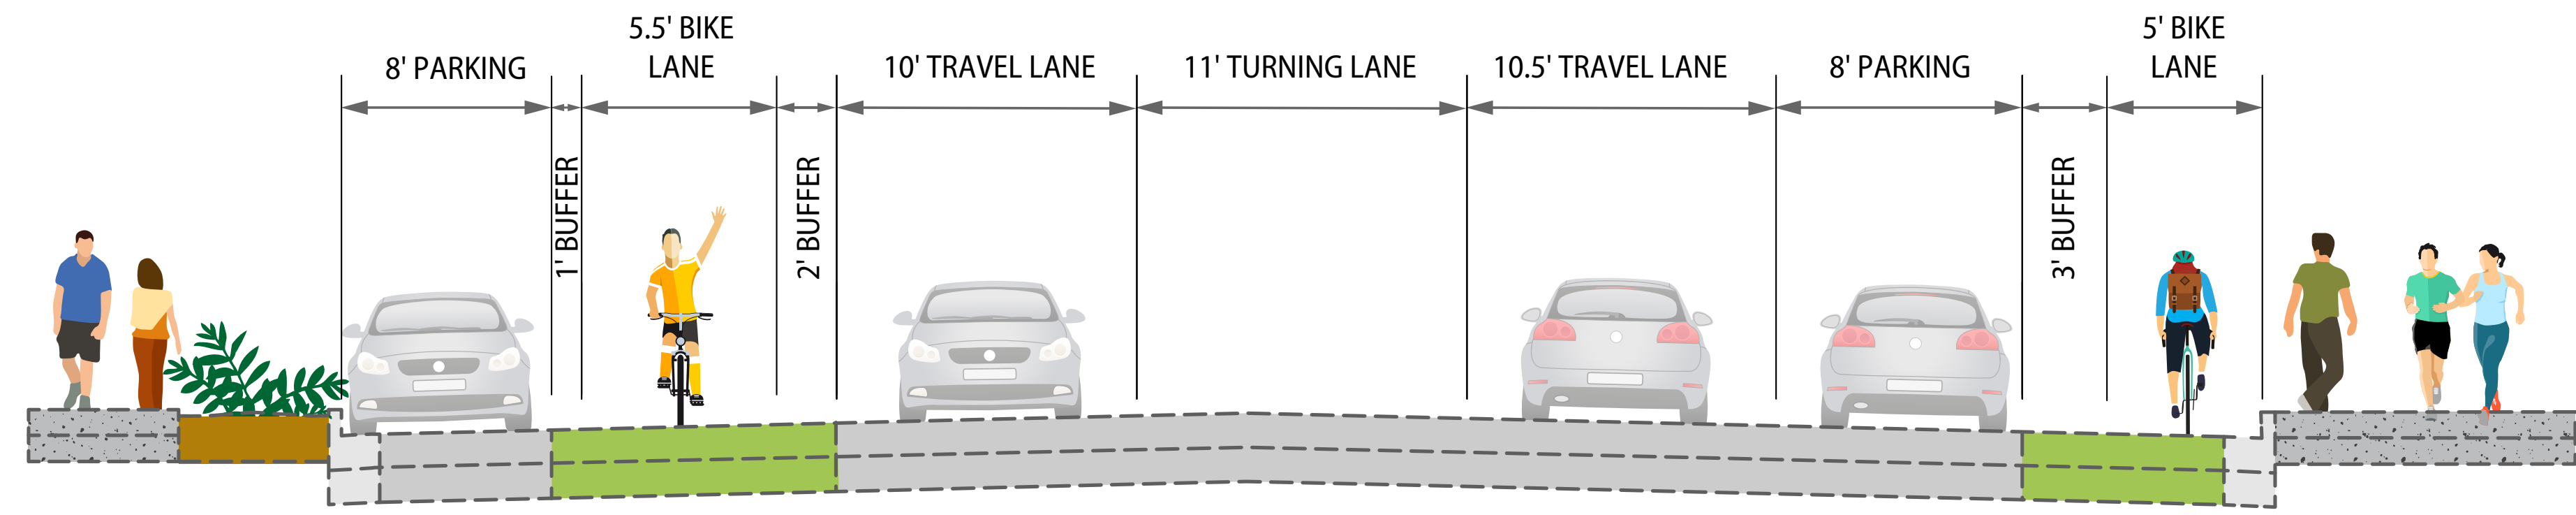 5.5' BIKE
LANE
8' PARKING
10' TRAVEL LANE
11' TURNING LANE
10.5' TRAVEL LANE
8' PARKING
5' BIKE
LANE
1' BUFFER
2' BUFFER
3' BUFFER